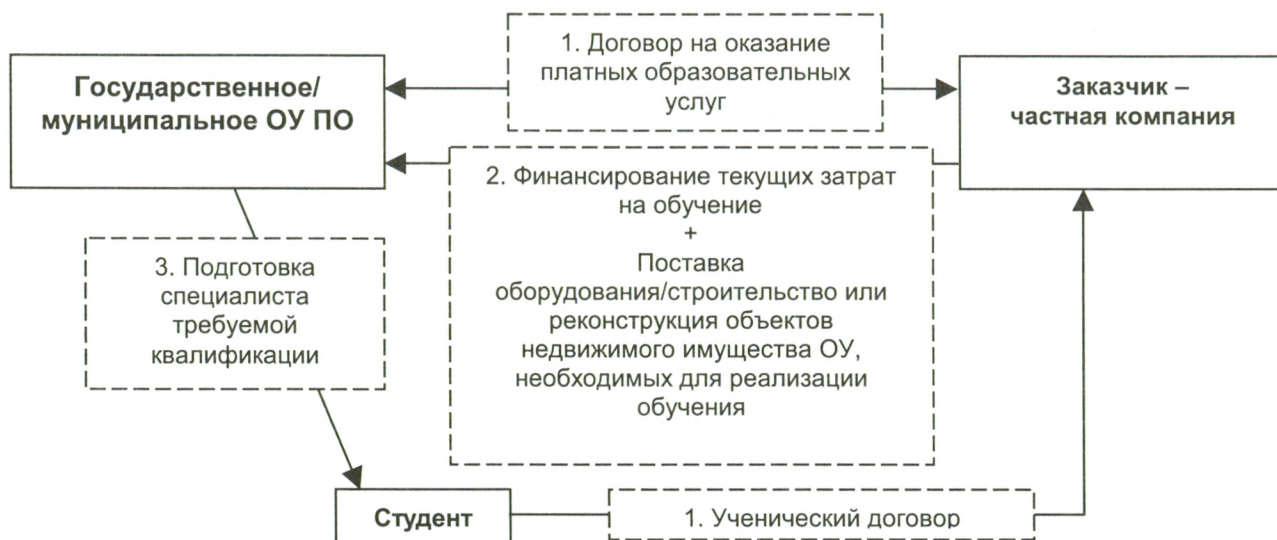 1. Договор на оказание
платных образовательных
услуг
Государственное/
муниципальное ОУ ПО
Заказчик –
частная компания
2. Финансирование текущих затрат
на обучение
+
Поставка
оборудования/строительство или
реконструкция объектов
недвижимого имущества ОУ,
необходимых для реализации
обучения
3. Подготовка
специалиста
требуемой
квалификации
Студент
1. Ученический договор